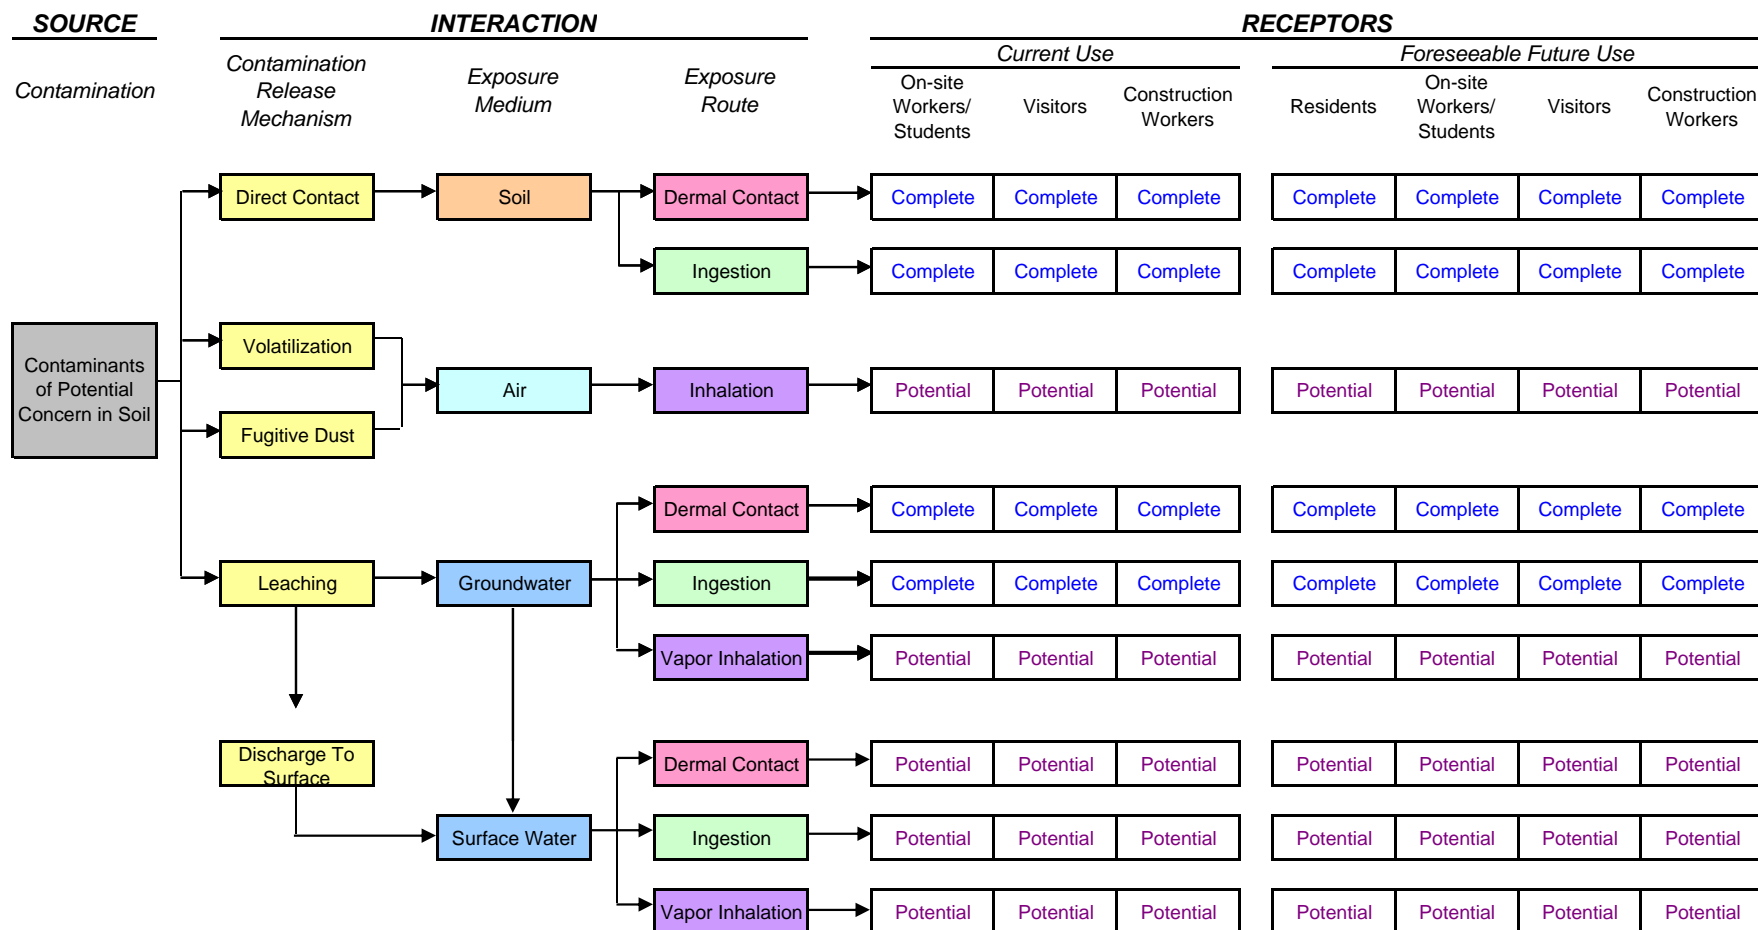 SOURCE
INTERACTION
RECEPTORS
Current Use
Foreseeable Future Use
Contamination
Contamination
Release
Mechanism
Exposure
Medium
Exposure
Route
On-site
Workers/
Students
Visitors
Construction
Workers
Residents
On-site
Workers/
Students
Visitors
Construction
Workers
Direct Contact
Soil
Dermal Contact
Complete Complete Complete Complete Complete Complete Complete
Ingestion
Complete Complete Complete Complete Complete Complete Complete
Contaminants
of Potential
Concern in Soil
Volatilization
Fugitive Dust
Air
Inhalation
Potential Potential Potential Potential Potential Potential Potential
Dermal Contact
Complete Complete Complete Complete Complete Complete Complete
Leaching
Groundwater
Ingestion
Complete Complete Complete Complete Complete Complete Complete
Vapor Inhalation
Potential Potential Potential Potential Potential Potential Potential
Discharge To
Surface
Dermal Contact
Potential Potential Potential Potential Potential Potential Potential
Surface Water
Ingestion
Potential Potential Potential Potential Potential Potential Potential
Vapor Inhalation
Potential Potential Potential Potential Potential Potential Potential